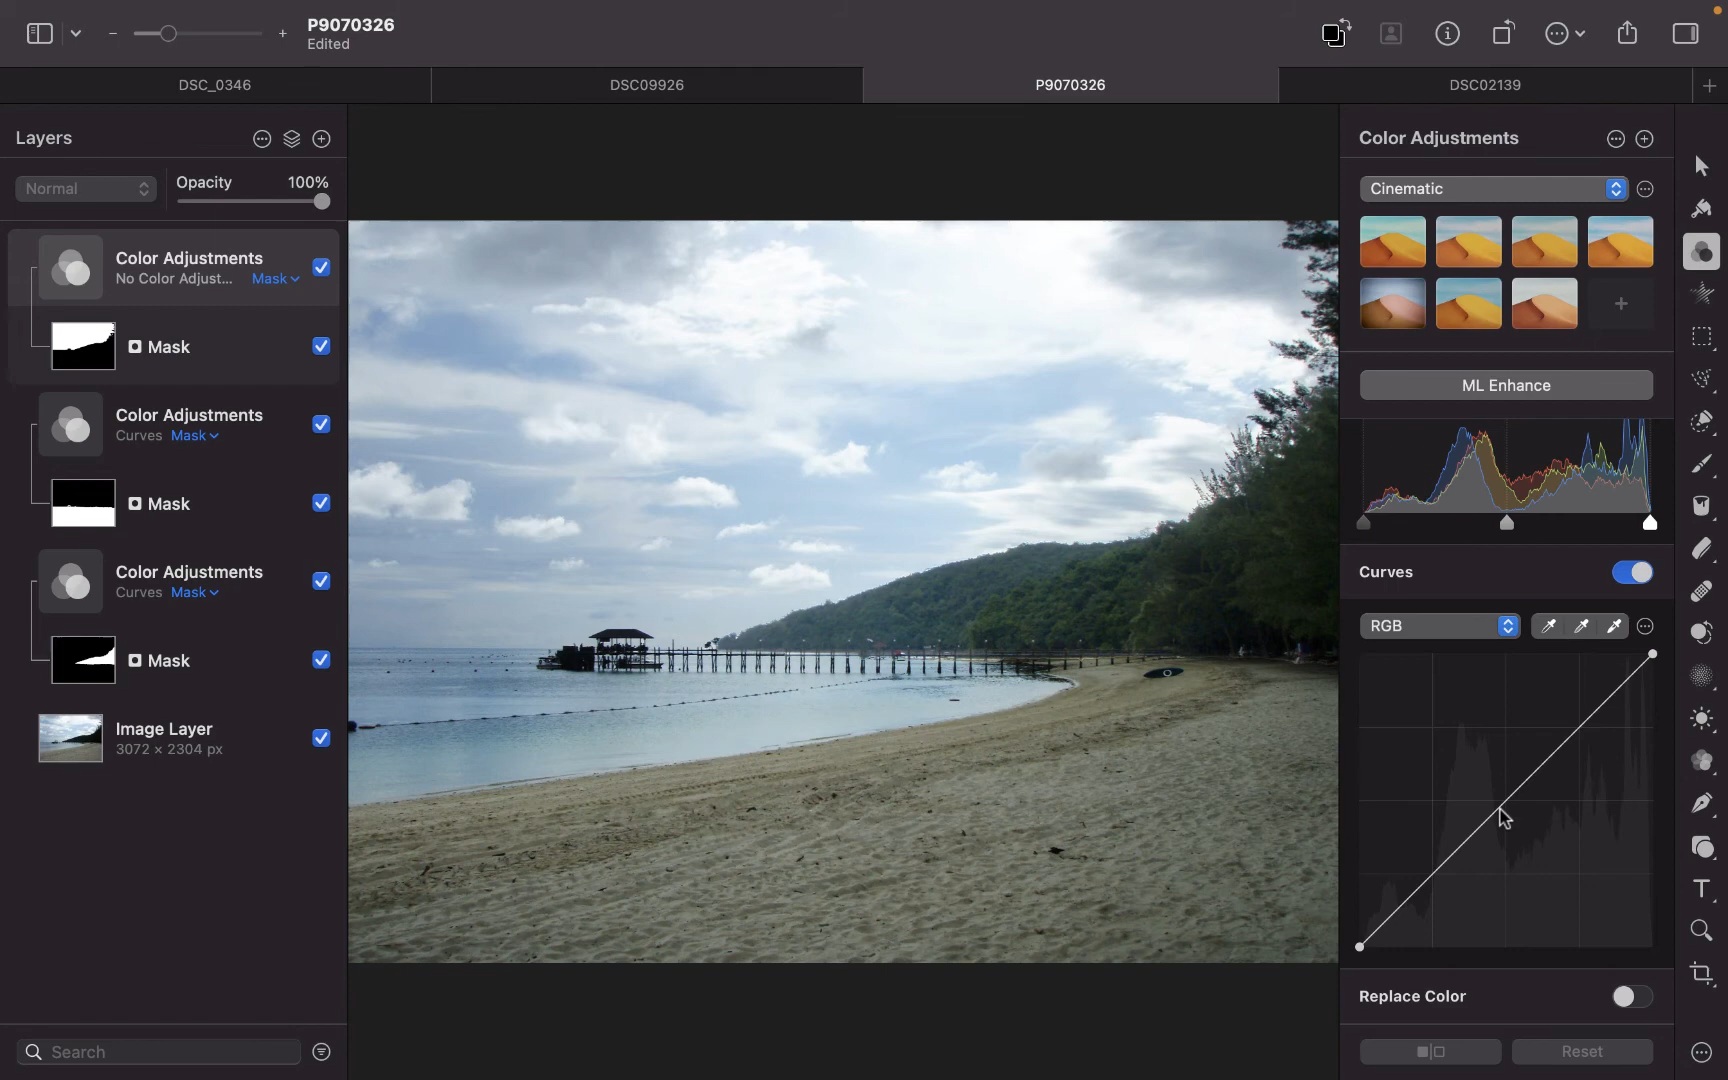 P9070326
Edited
DSC_0346
DSC09926
P9070326
DSC02139
Layers
Normal
Opacity
100%
Color Adjustments
No Color Adjust... Mask
Mask
Color Adjustments
Curves Mask
Mask
Color Adjustments
Curves Mask
Mask
Image Layer
3072 × 2304 px
Search
Color Adjustments
Cinematic
ML Enhance
Curves
RGB
Replace Color
Reset